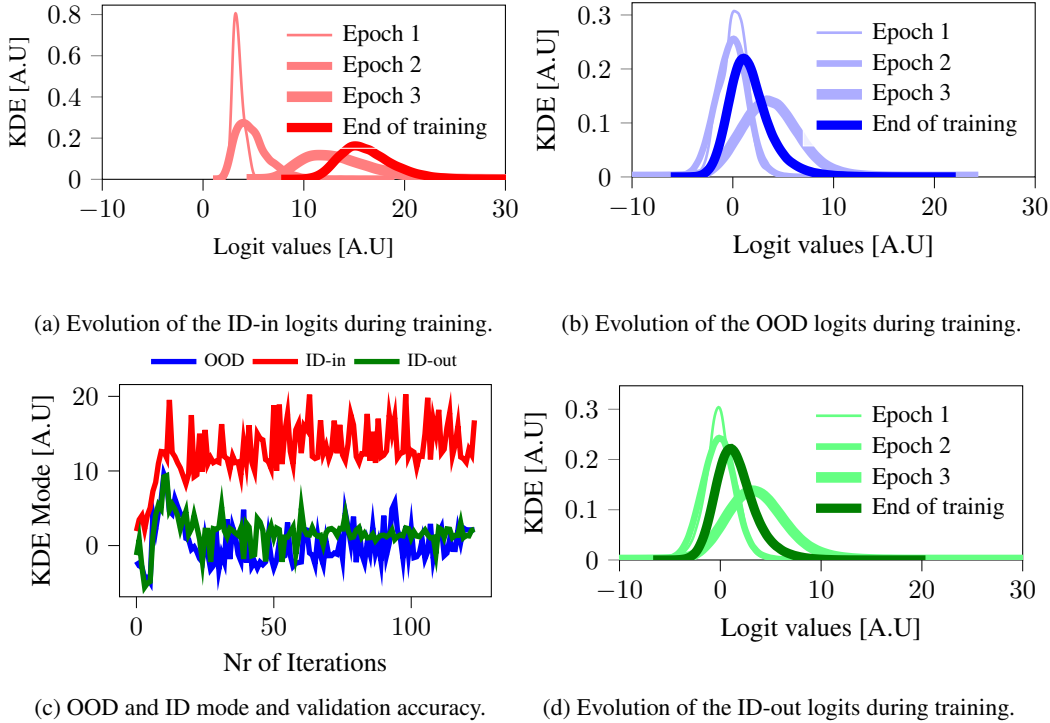 0.8
0.6
0.4
0.2
0
KDE [A.U]
Epoch 1
Epoch 2
Epoch 3
End of training
−10 0 10 20 30
Logit values [A.U]
(a) Evolution of the ID-in logits during training.
0.3
0.2
0.1
0
KDE [A.U]
Epoch 1
Epoch 2
Epoch 3
End of training
−10 0 10 20 30
Logit values [A.U]
(b) Evolution of the OOD logits during training.
OOD ID-in ID-out
20
10
0
KDE Mode [A.U]
0 50 100
Nr of Iterations
(c) OOD and ID mode and validation accuracy.
0.3
0.2
0.1
0
KDE [A.U]
Epoch 1
Epoch 2
Epoch 3
End of trainig
−10 0 10 20 30
Logit values [A.U]
(d) Evolution of the ID-out logits during training.